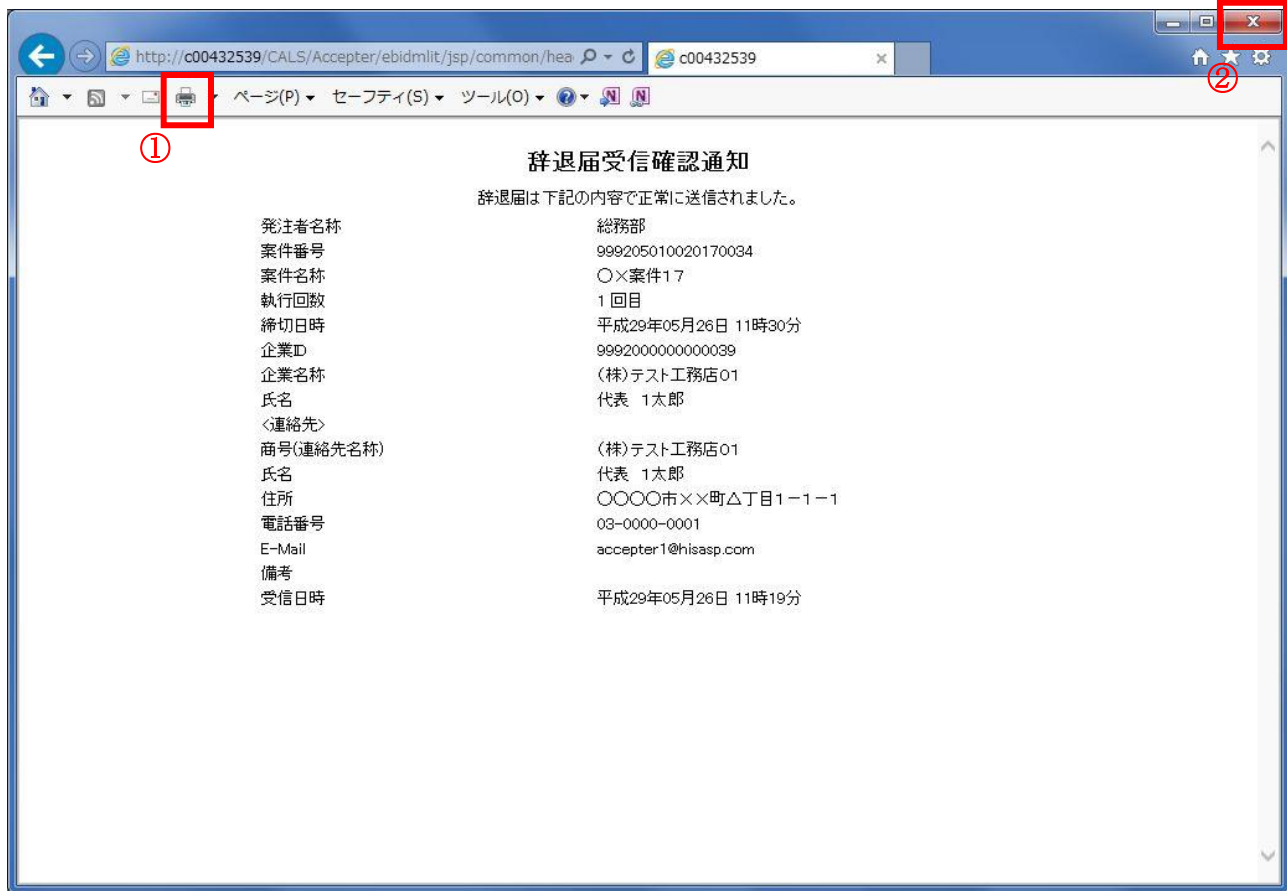 http://c00432539/CALS/Accepter/ebidmlit/jsp/common/hea
c00432539
②
ページ(P) セーフティ(S) ツール(O)
①
辞退届受信確認通知
辞退届は下記の内容で正常に送信されました。
発注者名称 総務部
案件番号 999205010020170034
案件名称 ○×案件17
執行回数 1回目
締切日時 平成29年05月26日 11時30分
企業ID 9992000000000039
企業名称 (株)テスト工務店01
氏名 代表 1太郎
<連絡先>
商号(連絡先名称) (株)テスト工務店01
氏名 代表 1太郎
住所 ○○○○市××町△丁目1-1-1
電話番号 03-0000-0001
E-Mail accepter1@hisasp.com
備考
受信日時 平成29年05月26日 11時19分